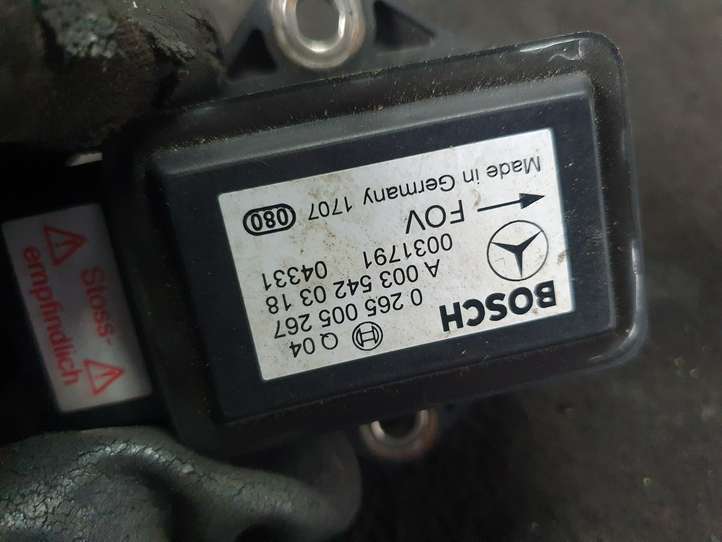 BOSCH
0 265 005 267 Q 04
A 003 542 03 18
0031791 04331
FOV
Made in Germany 1707 080
Stoss-
empfindlich